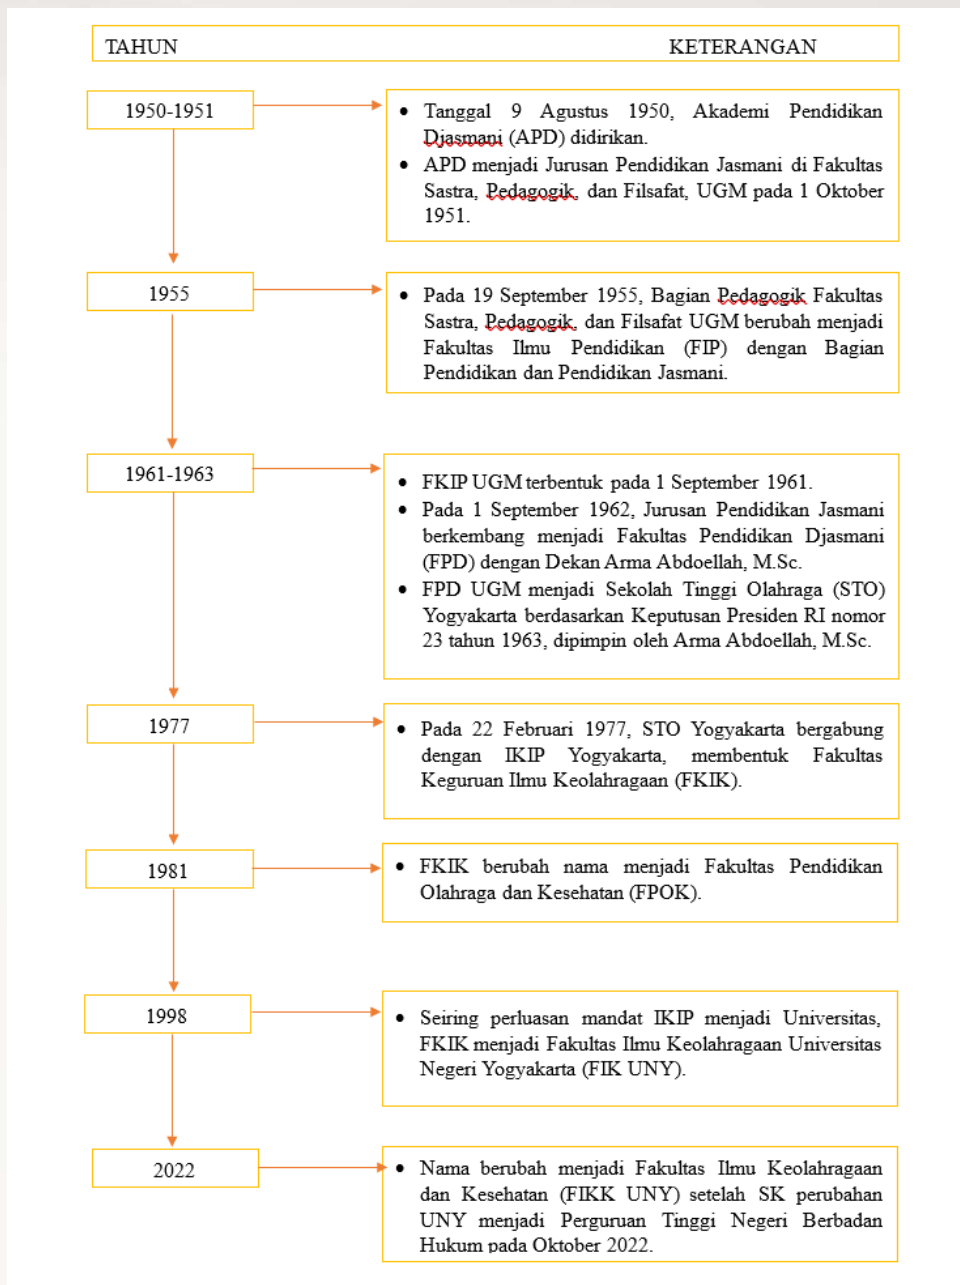 TAHUN KETERANGAN
1950-1951
• Tanggal 9 Agustus 1950, Akademi Pendidikan
Djasmani (APD) didirikan.
• APD menjadi Jurusan Pendidikan Jasmani di Fakultas
Sastra, Pedagogik, dan Filsafat, UGM pada 1 Oktober
1951.
1955
• Pada 19 September 1955, Bagian Pedagogik Fakultas
Sastra, Pedagogik, dan Filsafat UGM berubah menjadi
Fakultas Ilmu Pendidikan (FIP) dengan Bagian
Pendidikan dan Pendidikan Jasmani.
1961-1963
• FKIP UGM terbentuk pada 1 September 1961.
• Pada 1 September 1962, Jurusan Pendidikan Jasmani
berkembang menjadi Fakultas Pendidikan Djasmani
(FPD) dengan Dekan Arma Abdoellah, M.Sc.
• FPD UGM menjadi Sekolah Tinggi Olahraga (STO)
Yogyakarta berdasarkan Keputusan Presiden RI nomor
23 tahun 1963, dipimpin oleh Arma Abdoellah, M.Sc.
1977
• Pada 22 Februari 1977, STO Yogyakarta bergabung
dengan IKIP Yogyakarta, membentuk Fakultas
Keguruan Ilmu Keolahragaan (FKIK).
1981
• FKIK berubah nama menjadi Fakultas Pendidikan
Olahraga dan Kesehatan (FPOK).
1998
• Seiring perluasan mandat IKIP menjadi Universitas,
FKIK menjadi Fakultas Ilmu Keolahragaan Universitas
Negeri Yogyakarta (FIK UNY).
2022
• Nama berubah menjadi Fakultas Ilmu Keolahragaan
dan Kesehatan (FIKK UNY) setelah SK perubahan
UNY menjadi Perguruan Tinggi Negeri Berbadan
Hukum pada Oktober 2022.